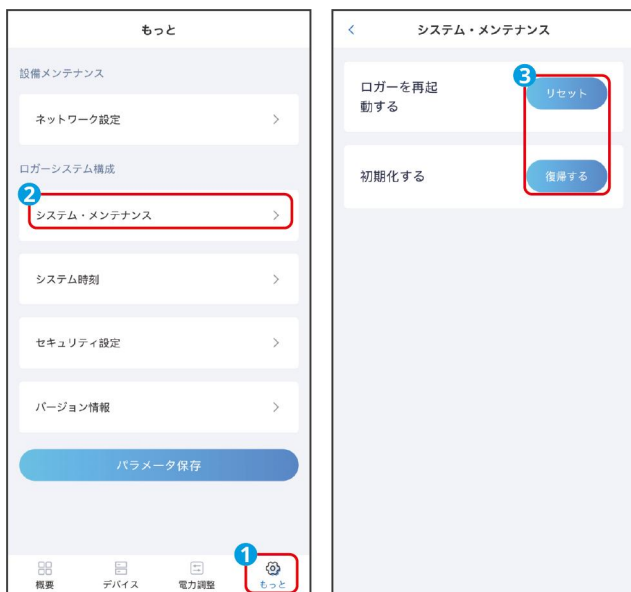 もっと
設備メンテナンス
ネットワーク設定
ロガーシステム構成
2
システム・メンテナンス
システム時刻
セキュリティ設定
バージョン情報
パラメータ保存
1
概要
デバイス
電力調整
もっと
システム・メンテナンス
3
ロガーを再起
動する
リセット
初期化する
復帰する